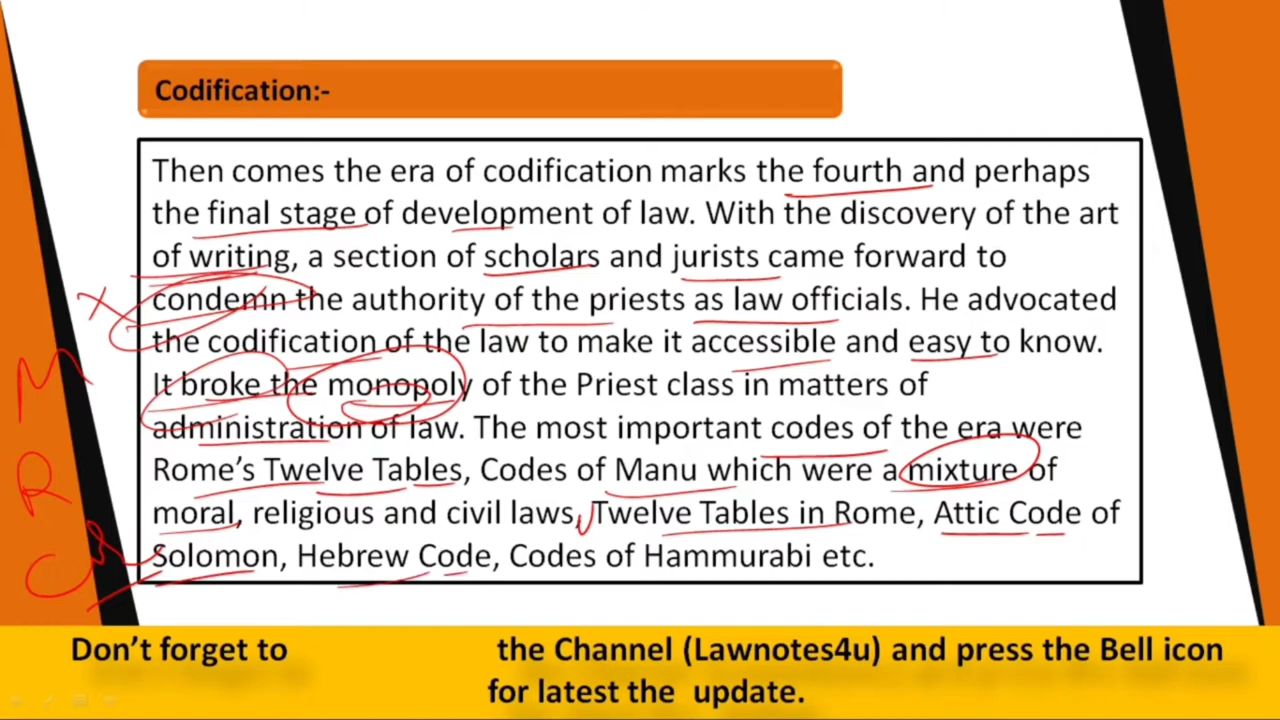 Codification:-
Then comes the era of codification marks the fourth and perhaps
the final stage of development of law. With the discovery of the art
of writing, a section of scholars and jurists came forward to
condemn the authority of the priests as law officials. He advocated
the codification of the law to make it accessible and easy to know.
It broke the monopoly of the Priest class in matters of
administration of law. The most important codes of the era were
Rome's Twelve Tables, Codes of Manu which were a mixture of
moral, religious and civil laws, Twelve Tables in Rome, Attic Code of
Solomon, Hebrew Code, Codes of Hammurabi etc.
M
R
Don't forget to the Channel (Lawnotes4u) and press the Bell icon
for latest the update.